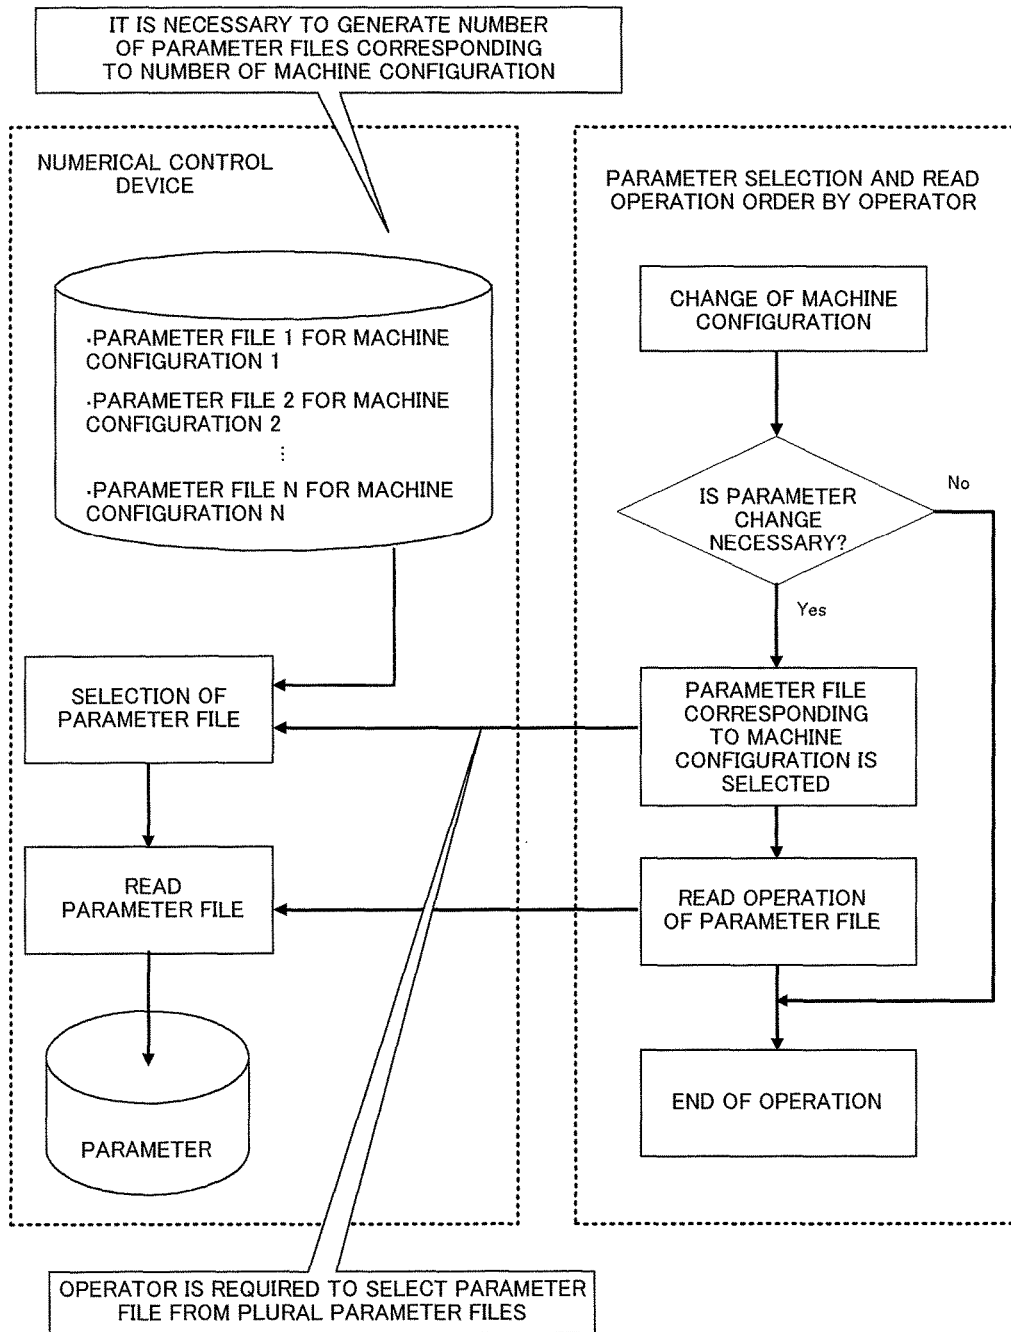 IT IS NECESSARY TO GENERATE NUMBER
OF PARAMETER FILES CORRESPONDING
TO NUMBER OF MACHINE CONFIGURATION
NUMERICAL CONTROL
DEVICE
·PARAMETER FILE 1 FOR MACHINE
CONFIGURATION 1
·PARAMETER FILE 2 FOR MACHINE
CONFIGURATION 2
⋮
·PARAMETER FILE N FOR MACHINE
CONFIGURATION N
SELECTION OF
PARAMETER FILE
READ
PARAMETER FILE
PARAMETER
PARAMETER SELECTION AND READ
OPERATION ORDER BY OPERATOR
CHANGE OF MACHINE
CONFIGURATION
IS PARAMETER
CHANGE
NECESSARY?
No
Yes
PARAMETER FILE
CORRESPONDING
TO MACHINE
CONFIGURATION IS
SELECTED
READ OPERATION
OF PARAMETER FILE
END OF OPERATION
OPERATOR IS REQUIRED TO SELECT PARAMETER
FILE FROM PLURAL PARAMETER FILES